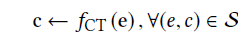 c ← f_CT (e) , ∀(e, c) ∈ 𝒮